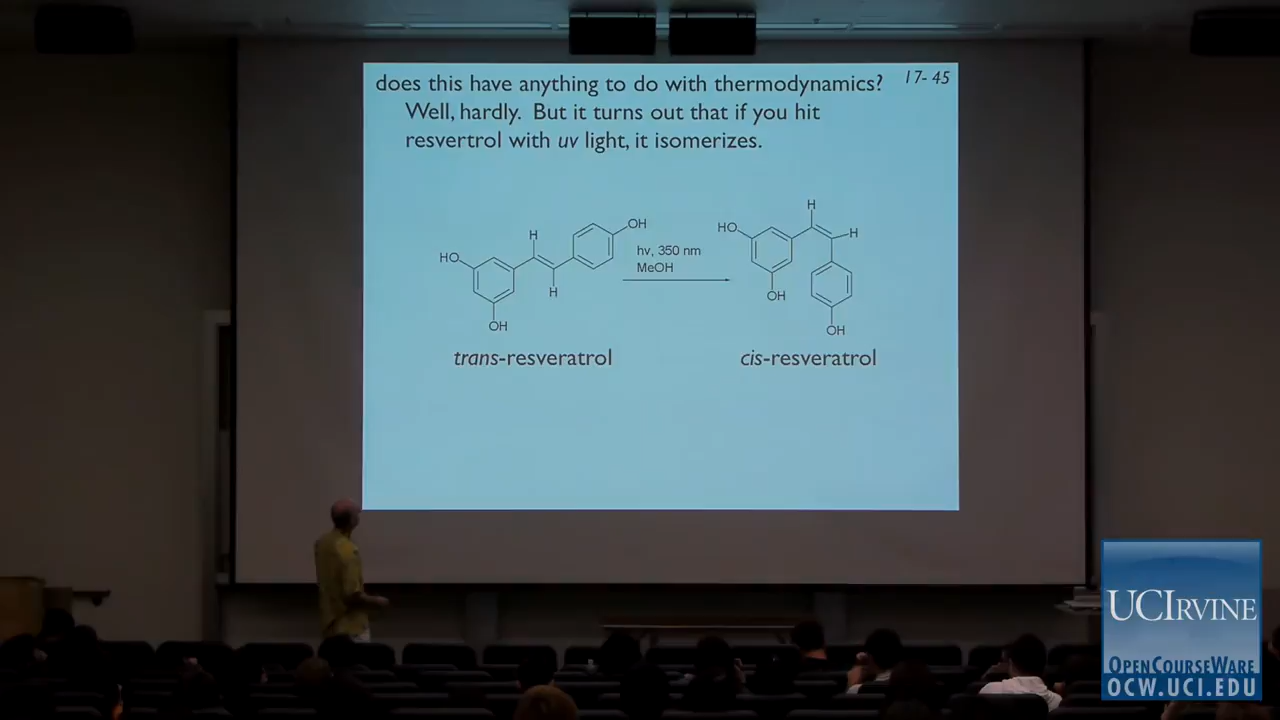 does this have anything to do with thermodynamics? 17-45
Well, hardly. But it turns out that if you hit
resvertrol with uv light, it isomerizes.
H
OH
HO
H
OH
hv, 350 nm
MeOH
H
HO
H
OH
OH
trans-resveratrol
cis-resveratrol
UCIRVINE
OPENCOURSEWARE
OCW.UCI.EDU